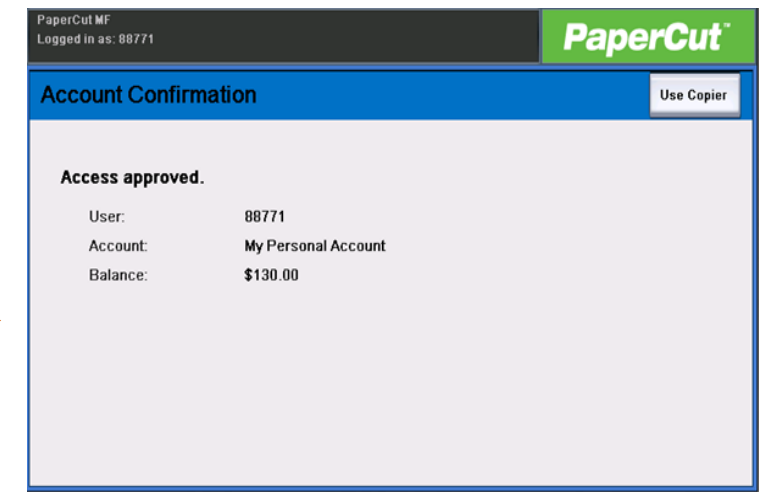 PaperCut MF
Logged in as: 88771
PaperCut™
Account Confirmation
Use Copier
Access approved.
User: 88771
Account: My Personal Account
Balance: $130.00